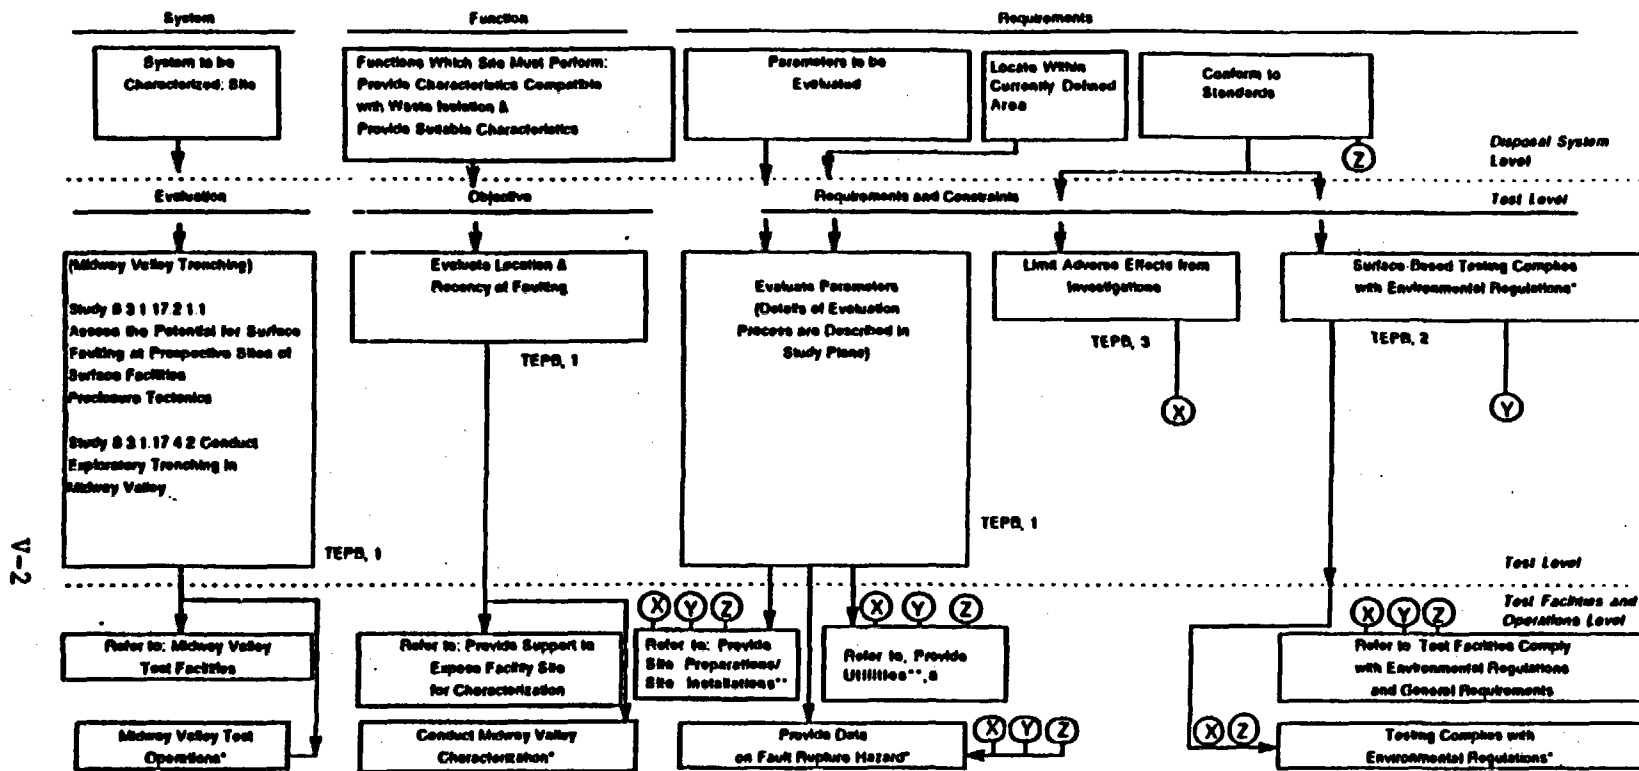 System
Function
Requirements
System to be
Characterized: Site
Functions Which Site Must Perform:
Provide Characteristics Compatible
with Waste Isolation &
Provide Suitable Characteristics
Parameters to be
Evaluated
Locate Within
Currently Defined
Area
Conform to
Standards
Z
Disposal System
Level
Evaluation
Objective
Requirements and Constraints
Test Level
(Midway Valley Trenching)
Study 8 3 1 17 2 1.1
Assess the Potential for Surface
Faulting at Prospective Sites of
Surface Facilities
Preclosure Tectonics
Study 8 3 1.17 4 2 Conduct
Exploratory Trenching in
Midway Valley
TEPB, 1
Evaluate Location &
Recency of Faulting
TEPB, 1
Evaluate Parameters
(Details of Evaluation
Process are Described in
Study Plans)
TEPB, 1
Limit Adverse Effects from
Investigations
TEPB, 3
X
Surface-Based Testing Complies
with Environmental Regulations*
TEPB, 2
Y
V-2
Test Level
Test Facilities and
Operations Level
Refer to: Midway Valley
Test Facilities
Midway Valley Test
Operations*
Refer to: Provide Support to
Expose Facility Site
for Characterization
Conduct Midway Valley
Characterization*
X Y Z
Refer to: Provide
Site Preparations/
Site Installations**
X Y Z
Refer to, Provide
Utilities**,a
Provide Data
on Fault Rupture Hazard*
X Y Z
X Y Z
Refer to Test Facilities Comply
with Environmental Regulations
and General Requirements
X Z
Testing Complies with
Environmental Regulations*